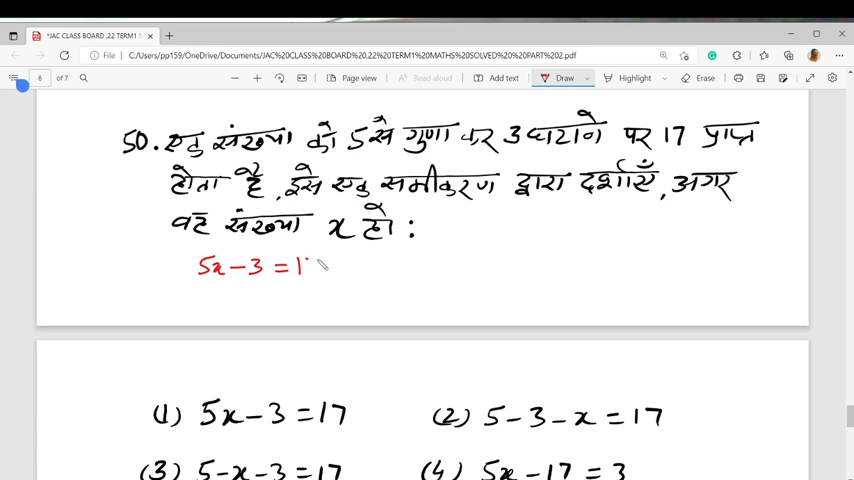 *JAC CLASS BOARD ,22 TERM1 M
File
C:/Users/pp159/OneDrive/Documents/JAC%20CLASS%20BOARD%20,22%20TERM1%20MATHS%20SOLVED%20%20PART%202.pdf
6 of 7
Page view
Read aloud
Add text
Draw
Highlight
Erase
50. एक संख्या को 5 से गुणा कर 3 घटाने पर 17 प्राप्त
होता है, इसे एक समीकरण द्वारा दर्शाएँ, अगर
वह संख्या x हो :
5x-3=1
(1) 5x-3=17
(2) 5-3-x=17
(3) 5-x-3=17
(4) 5x-17=3